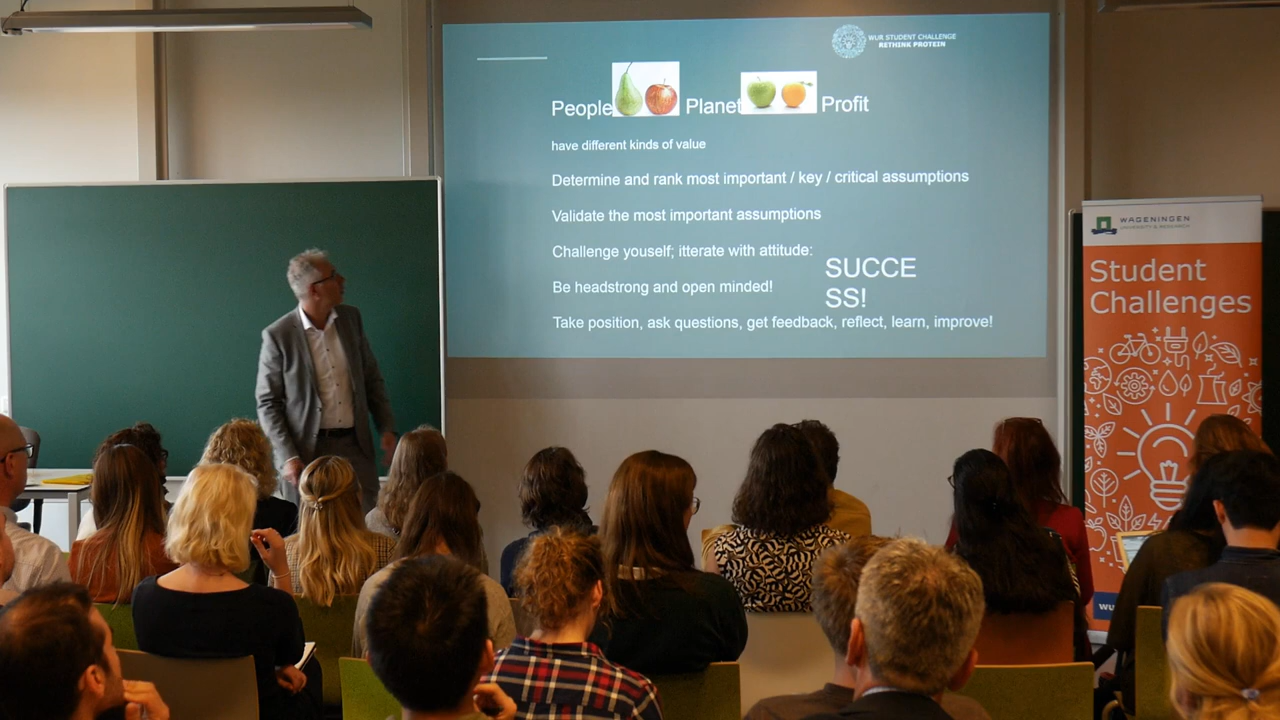 WUR STUDENT CHALLENGE
RETHINK PROTEIN
People Planet Profit
have different kinds of value
Determine and rank most important / key / critical assumptions
Validate the most important assumptions
Challenge youself; itterate with attitude:
SUCCE
SS!
Be headstrong and open minded!
Take position, ask questions, get feedback, reflect, learn, improve!
WAGENINGEN
UNIVERSITY & RESEARCH
Student
Challenges